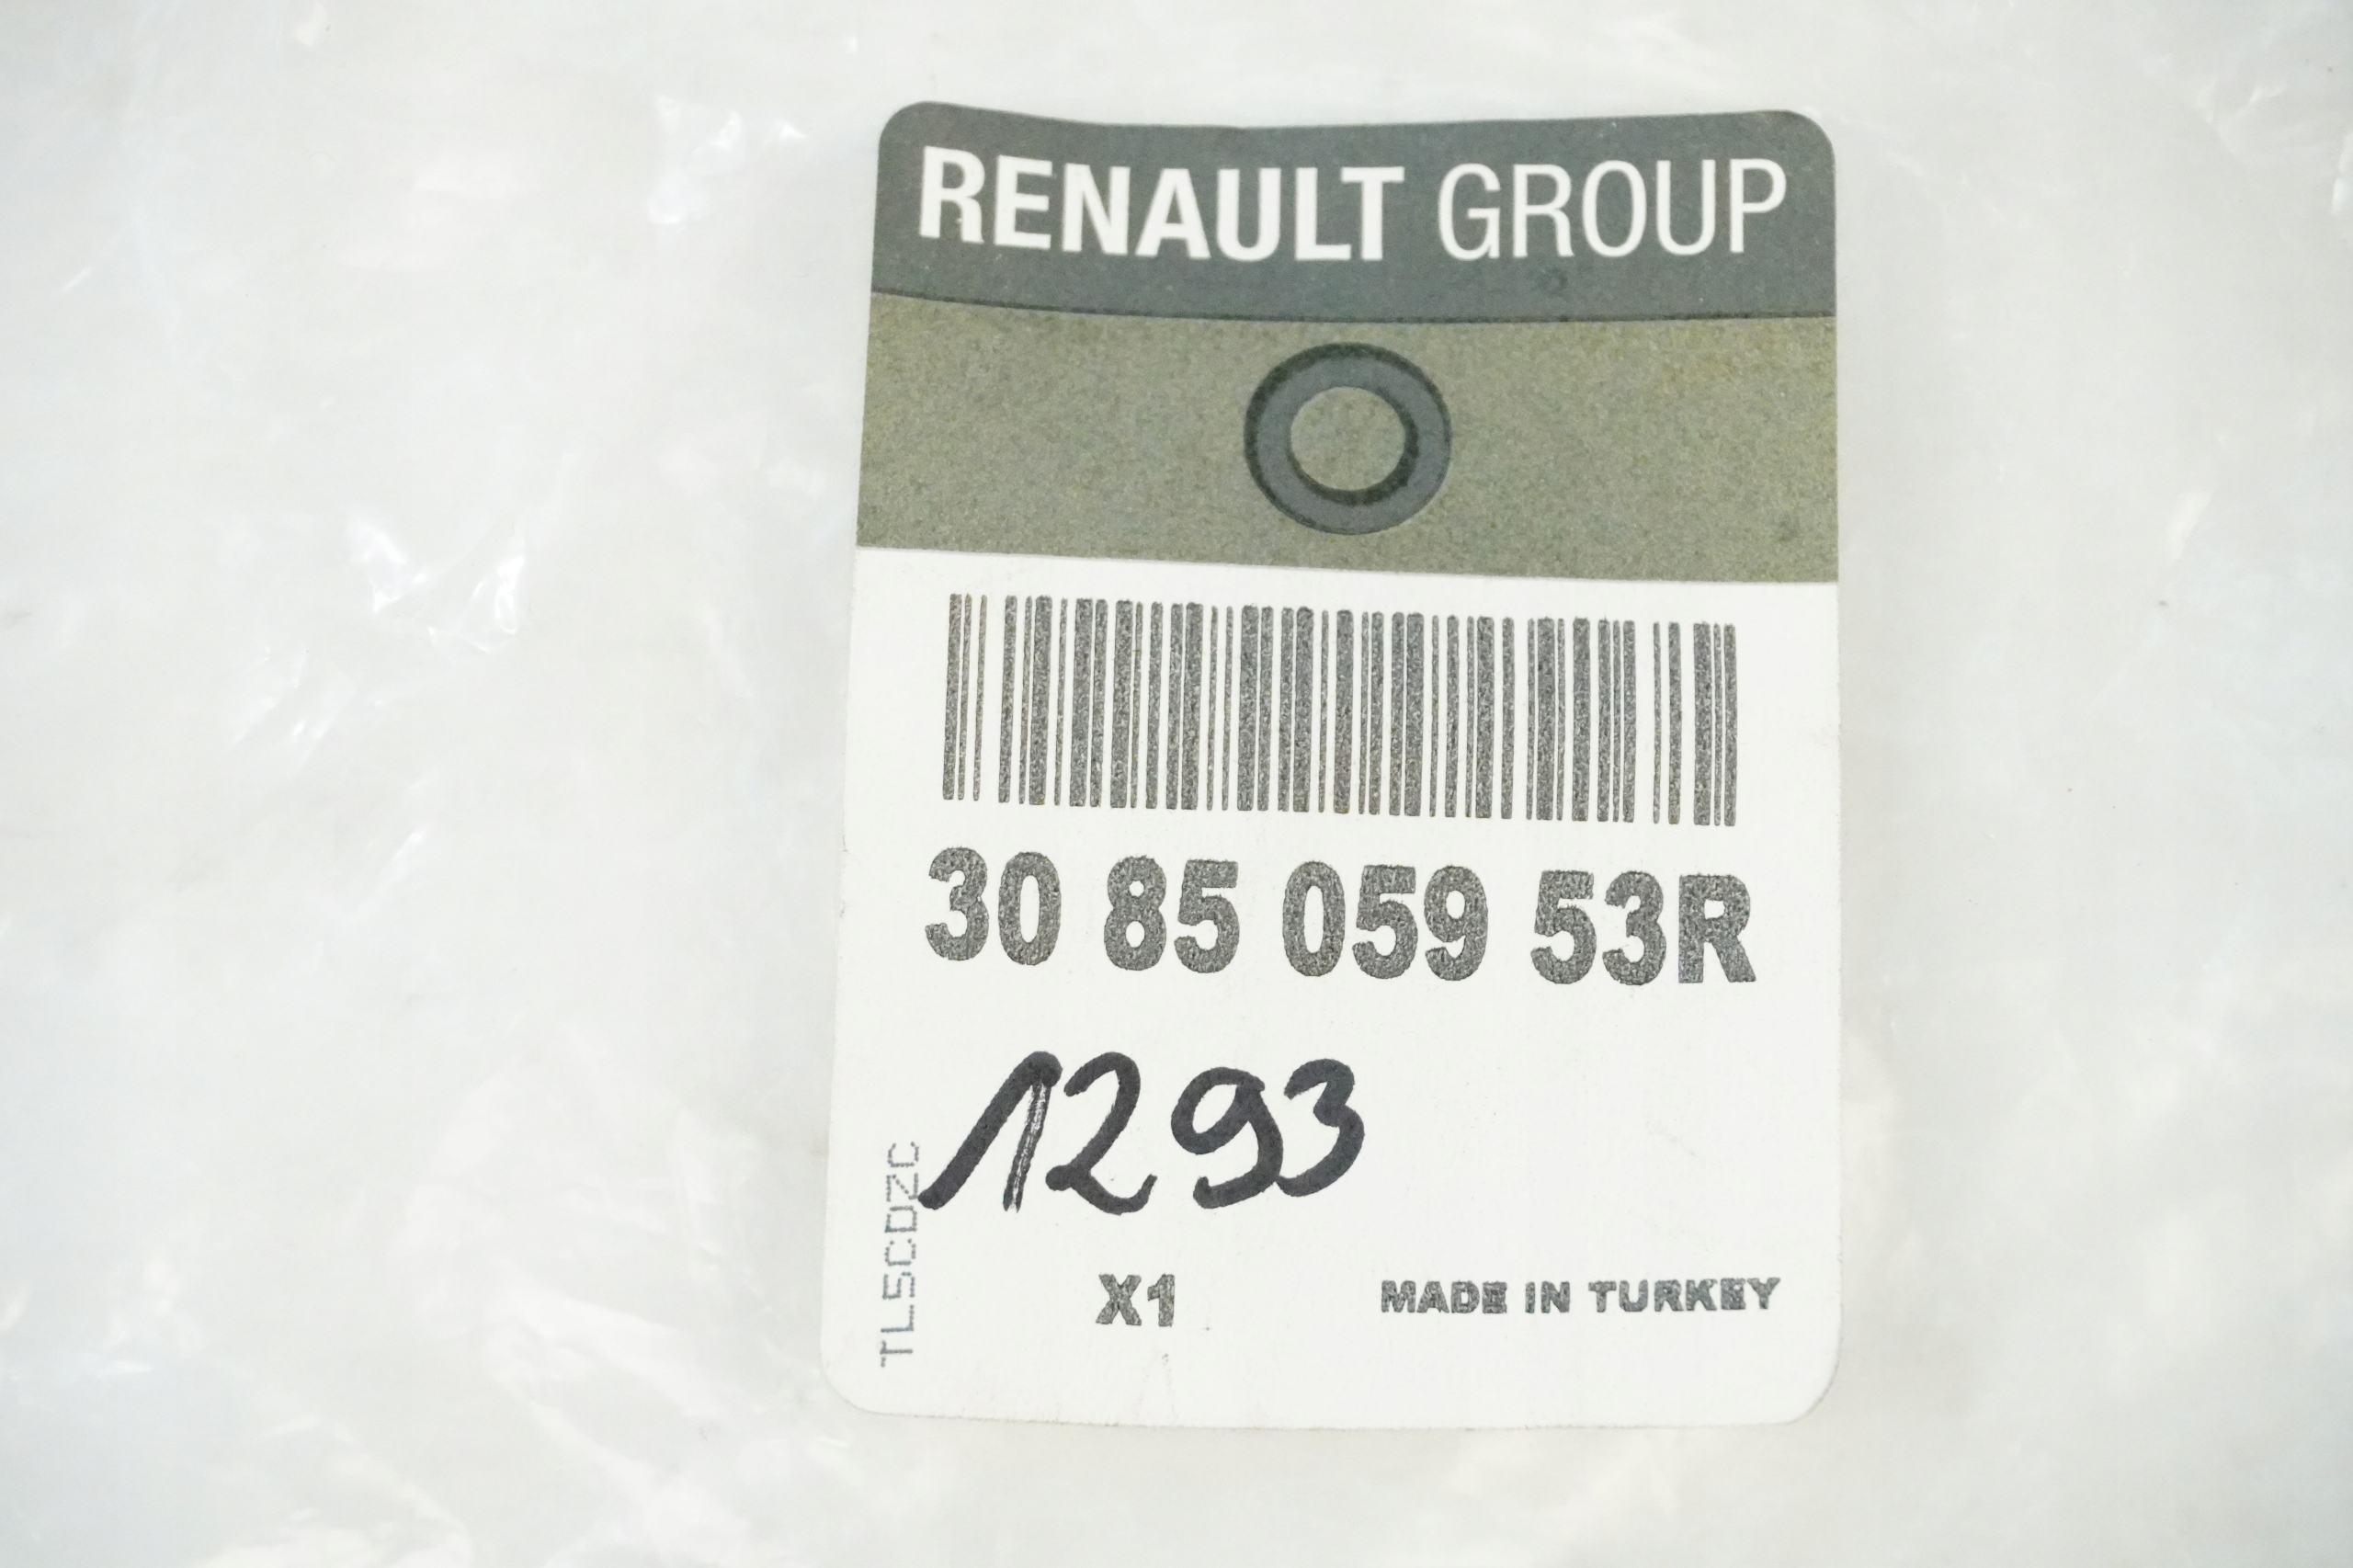 RENAULT GROUP
30 85 059 53R
1293
TL5CDZC
X1
MADE IN TURKEY